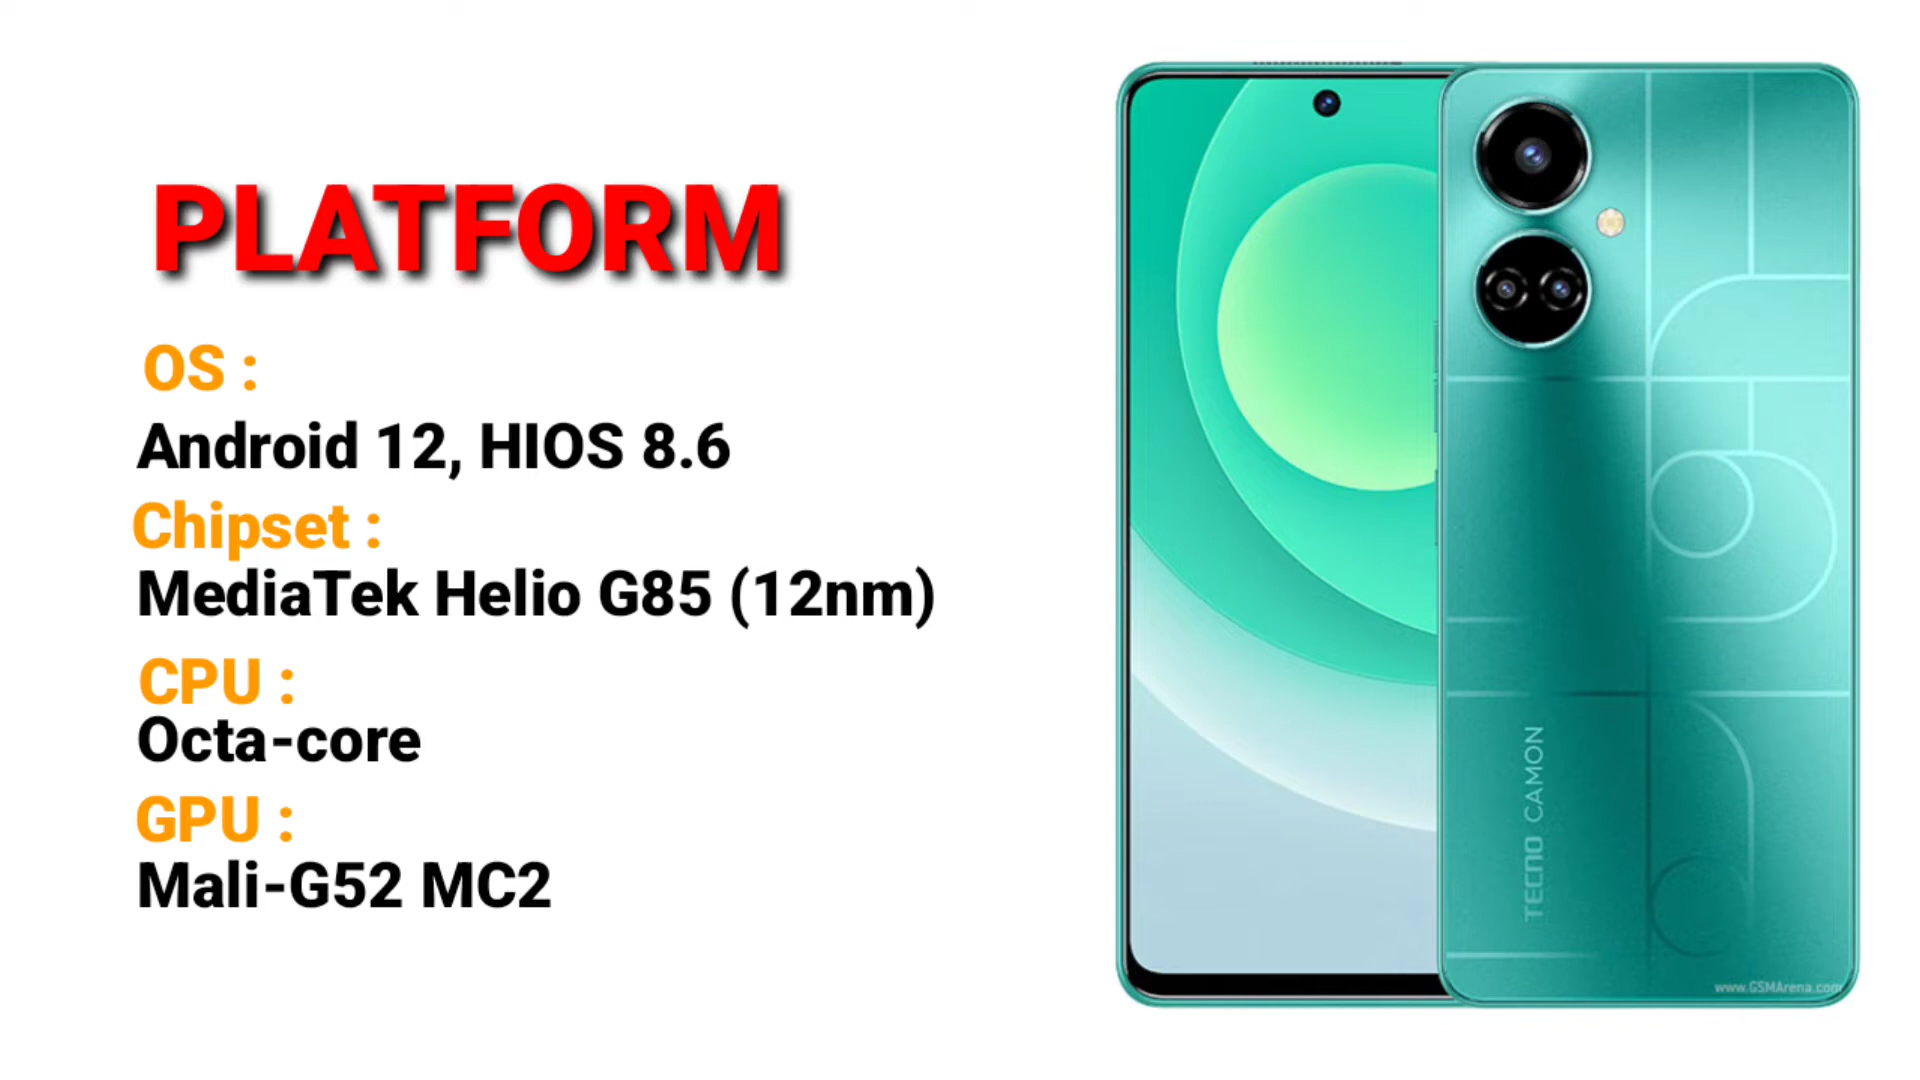 PLATFORM
OS :
Android 12, HIOS 8.6
Chipset :
MediaTek Helio G85 (12nm)
CPU :
Octa-core
GPU :
Mali-G52 MC2
TECNO CAMON
www.GSMArena.com